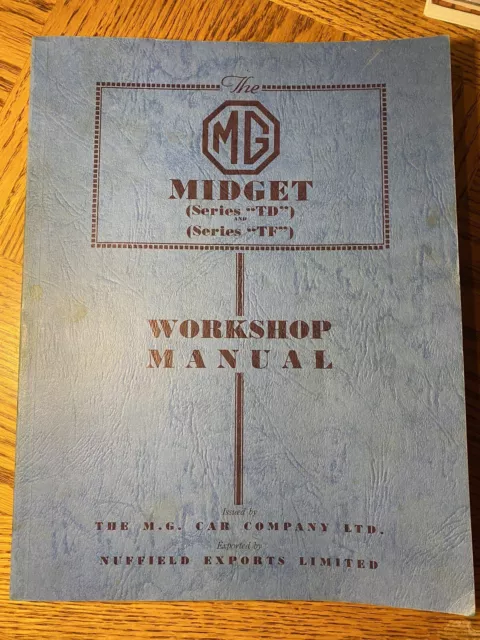 The
MG
MIDGET
(Series "TD")
AND
(Series "TF")
WORKSHOP
MANUAL
Issued by
THE M.G. CAR COMPANY LTD.
Exported by
NUFFIELD EXPORTS LIMITED